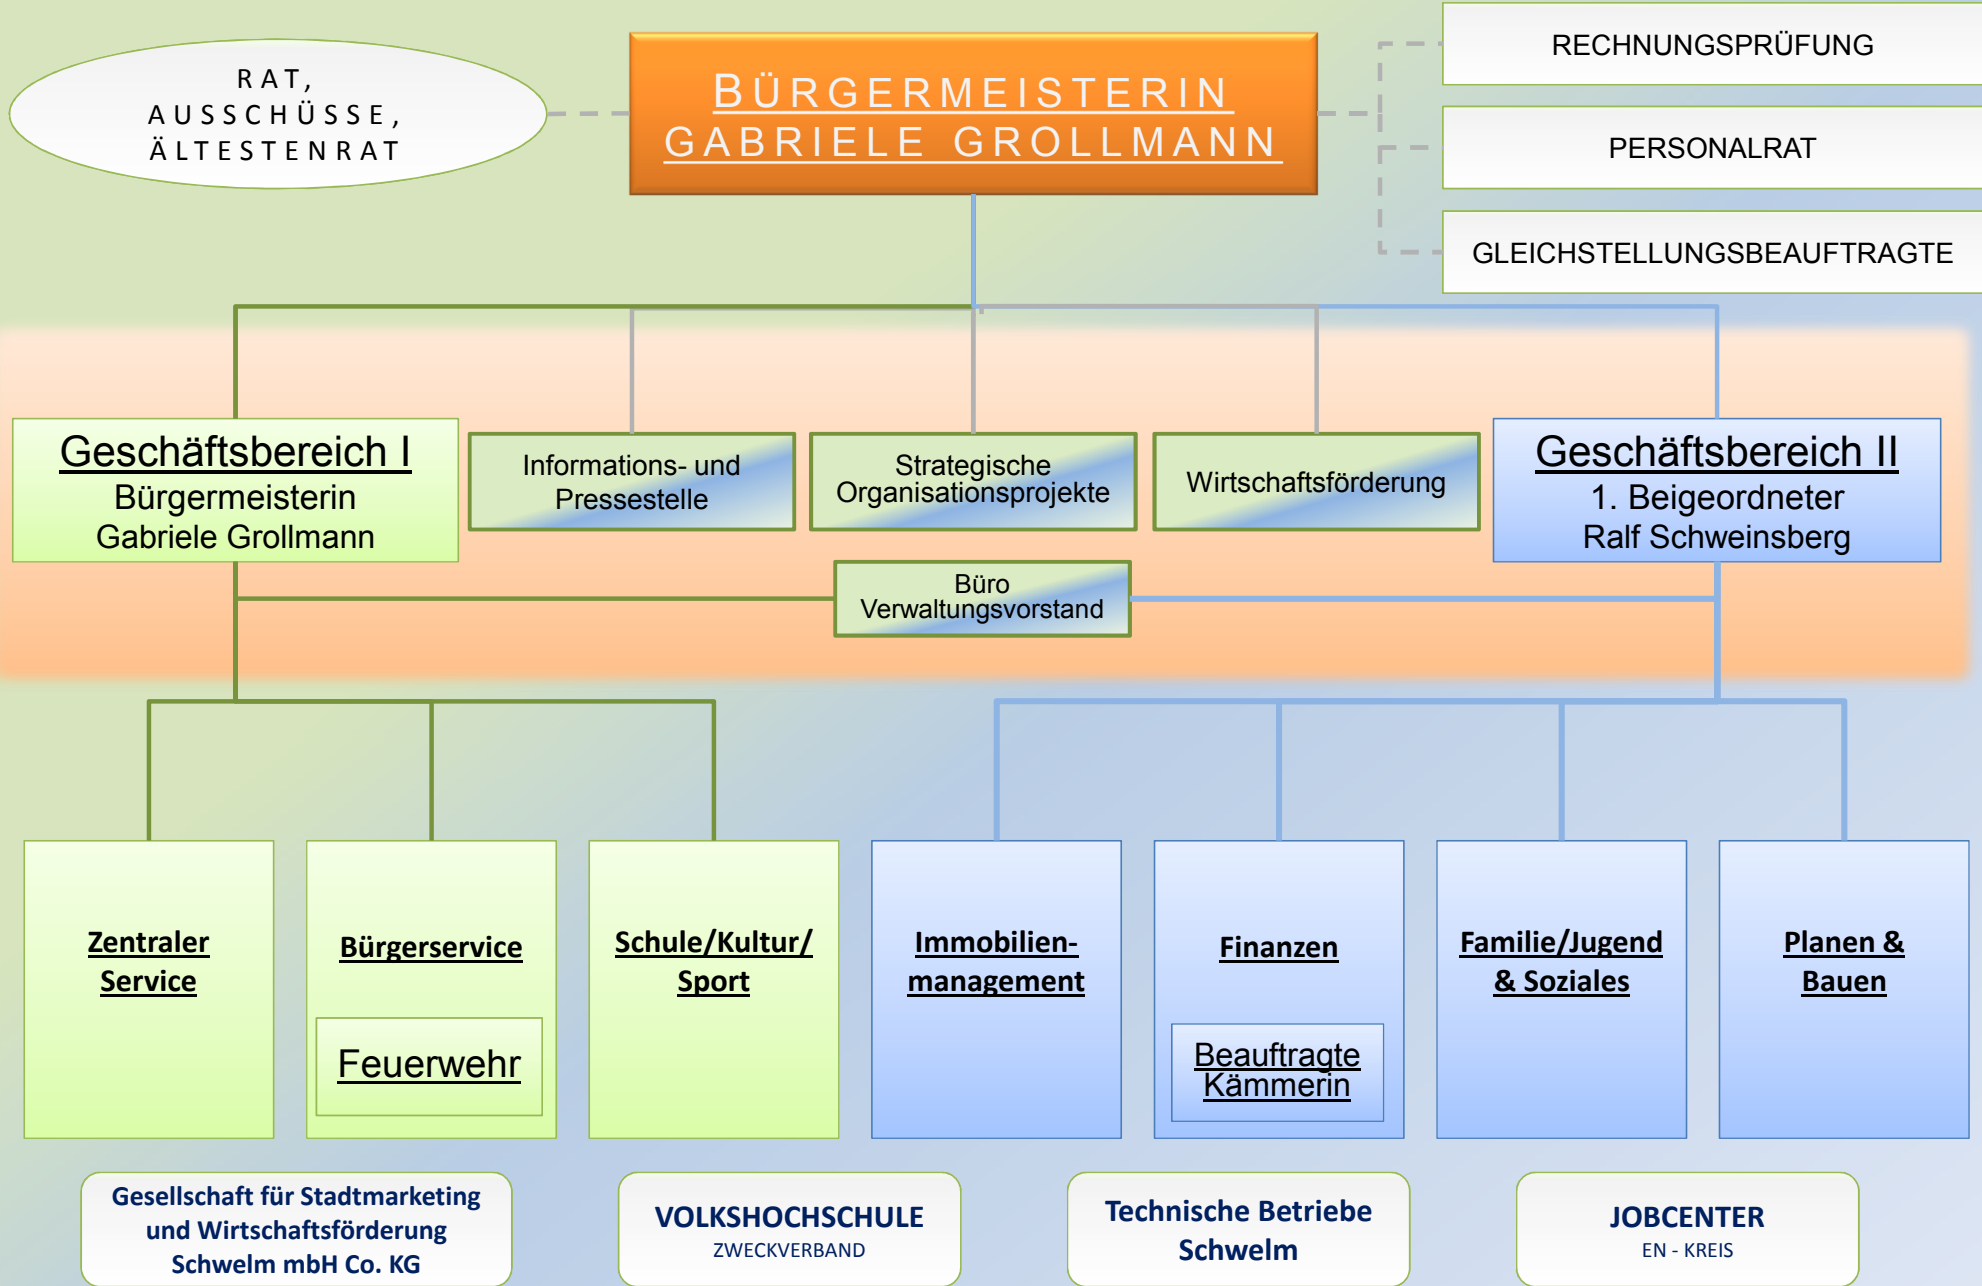 RAT,
AUSSCHÜSSE,
ÄLTESTENRAT
BÜRGERMEISTERIN
GABRIELE GROLLMANN
RECHNUNGSPRÜFUNG
PERSONALRAT
GLEICHSTELLUNGSBEAUFTRAGTE
Geschäftsbereich I
Bürgermeisterin
Gabriele Grollmann
Informations- und
Pressestelle
Strategische
Organisationsprojekte
Wirtschaftsförderung
Geschäftsbereich II
1. Beigeordneter
Ralf Schweinsberg
Büro
Verwaltungsvorstand
Zentraler
Service
Bürgerservice
Feuerwehr
Schule/Kultur/
Sport
Immobilien-
management
Finanzen
Beauftragte
Kämmerin
Familie/Jugend
& Soziales
Planen &
Bauen
Gesellschaft für Stadtmarketing
und Wirtschaftsförderung
Schwelm mbH Co. KG
VOLKSHOCHSCHULE
ZWECKVERBAND
Technische Betriebe
Schwelm
JOBCENTER
EN - KREIS